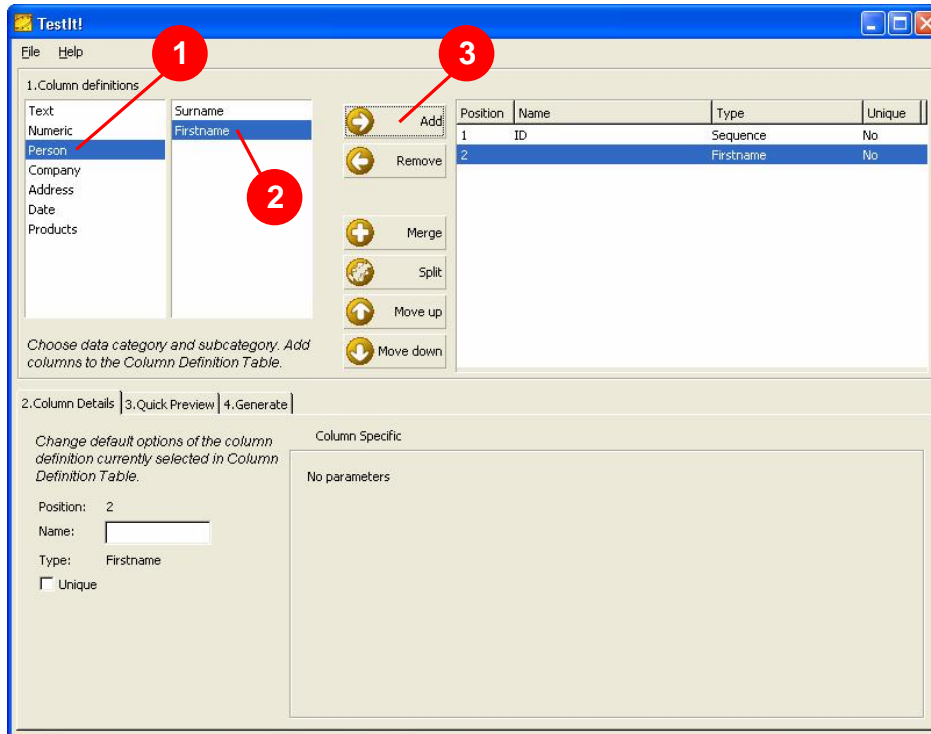 TestIt!
File Help
1 3
1.Column definitions
Text
Numeric
Person
Company
Address
Date
Products
Surname
Firstname
2
Add
Remove
Merge
Split
Move up
Move down
Position Name Type Unique
1 ID Sequence No
2 Firstname No
Choose data category and subcategory. Add
columns to the Column Definition Table.
2.Column Details 3.Quick Preview 4.Generate
Change default options of the column
definition currently selected in Column
Definition Table.
Position: 2
Name:
Type: Firstname
Unique
Column Specific
No parameters